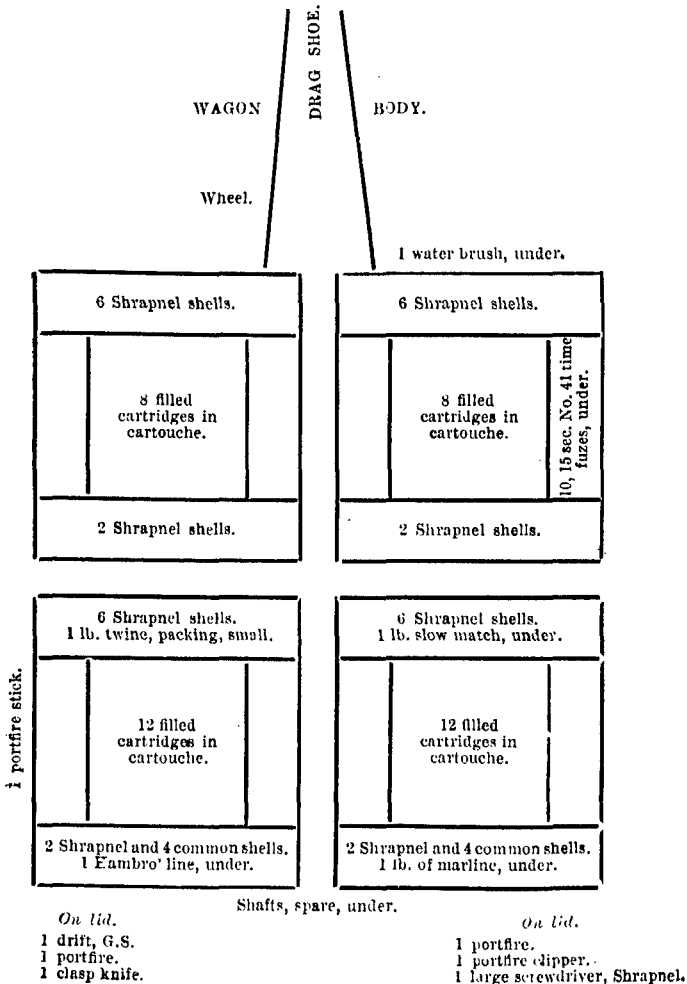 DRAG SHOE.
WAGON
BODY.
Wheel.
1 water brush, under.
6 Shrapnel shells.
6 Shrapnel shells.
8 filled
cartridges in
cartouche.
8 filled
cartridges in
cartouche.
10, 15 sec. No. 41 time
fuzes, under.
2 Shrapnel shells.
2 Shrapnel shells.
6 Shrapnel shells.
1 lb. twine, packing, small.
6 Shrapnel shells.
1 lb. slow match, under.
1 portfire stick.
12 filled
cartridges in
cartouche.
12 filled
cartridges in
cartouche.
2 Shrapnel and 4 common shells.
1 Hambro' line, under.
2 Shrapnel and 4 common shells.
1 lb. of marline, under.
Shafts, spare, under.
On lid.
1 drift, G.S.
1 portfire.
1 clasp knife.
On lid.
1 portfire.
1 portfire clipper.
1 large screwdriver, Shrapnel.